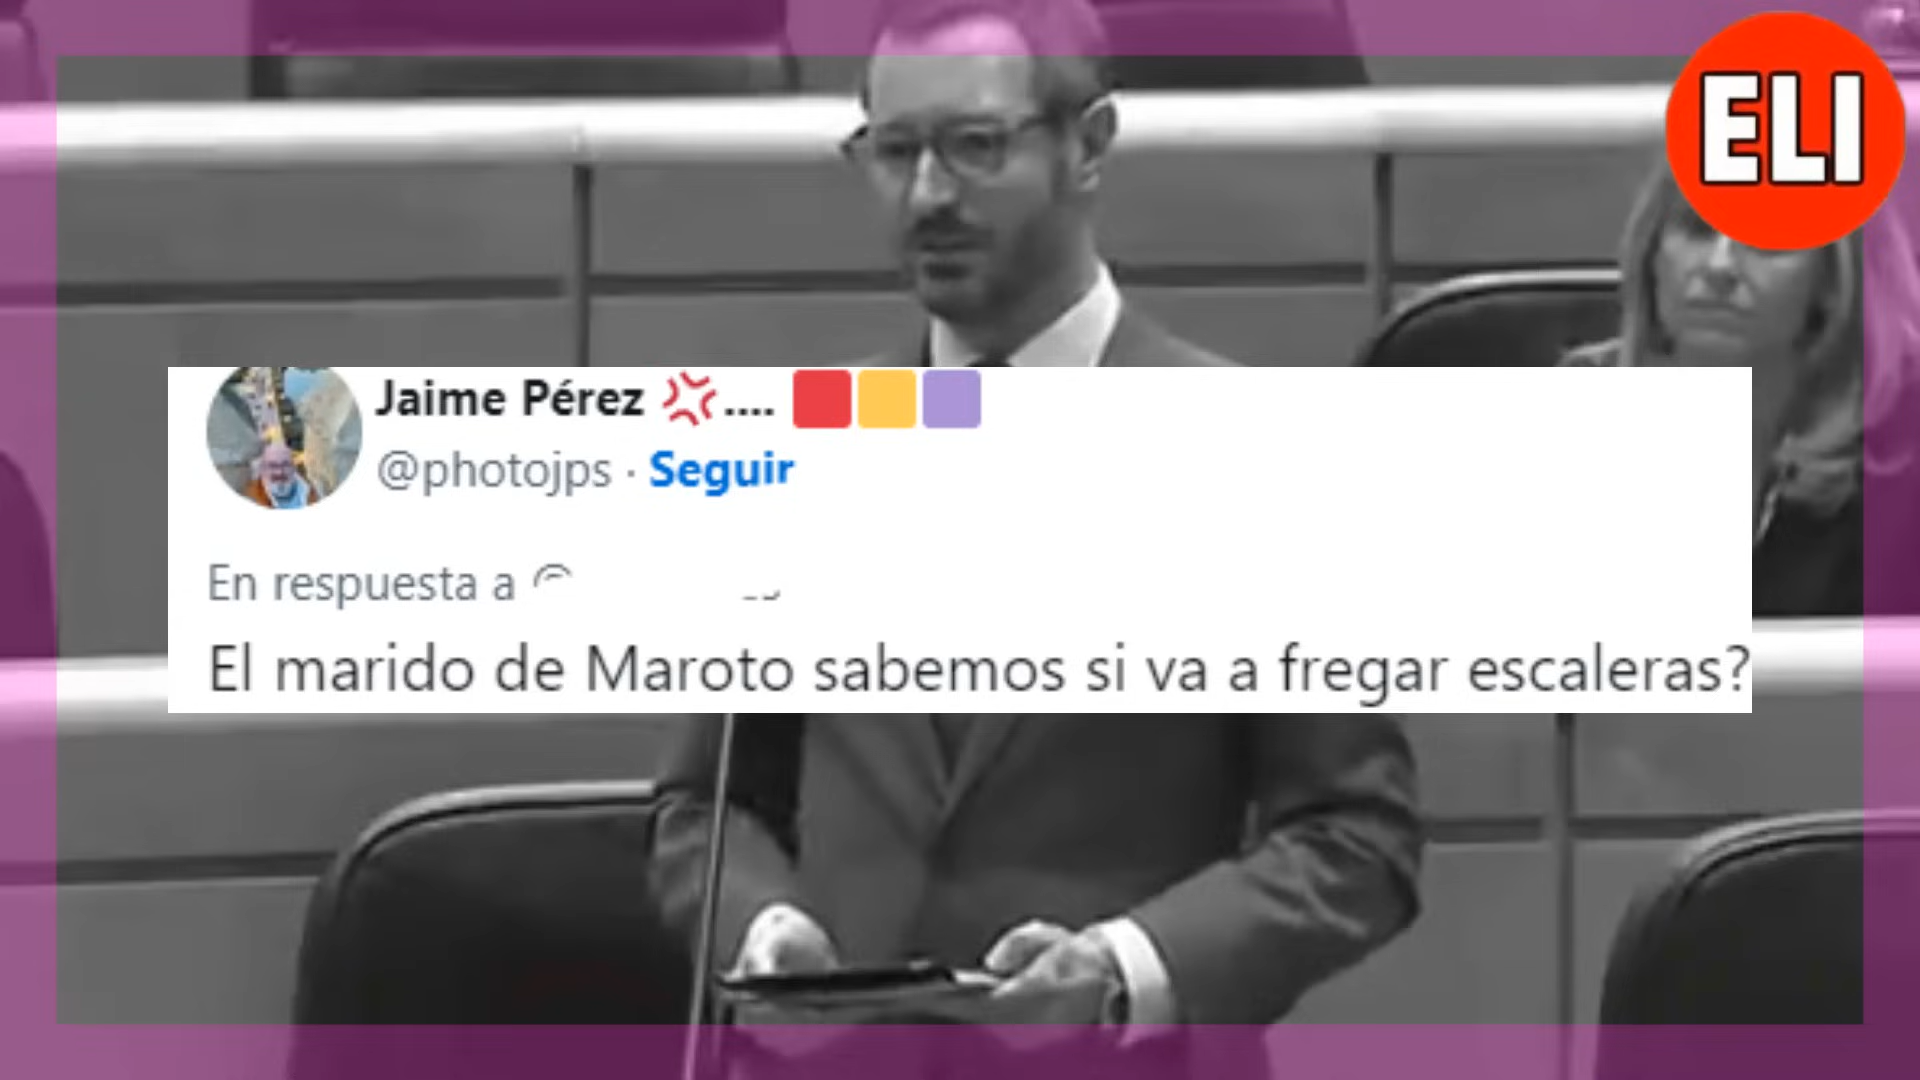 ELI
Jaime Pérez 💢.... 🟥🟨🟪
@photojps · Seguir
En respuesta a
El marido de Maroto sabemos si va a fregar escaleras?